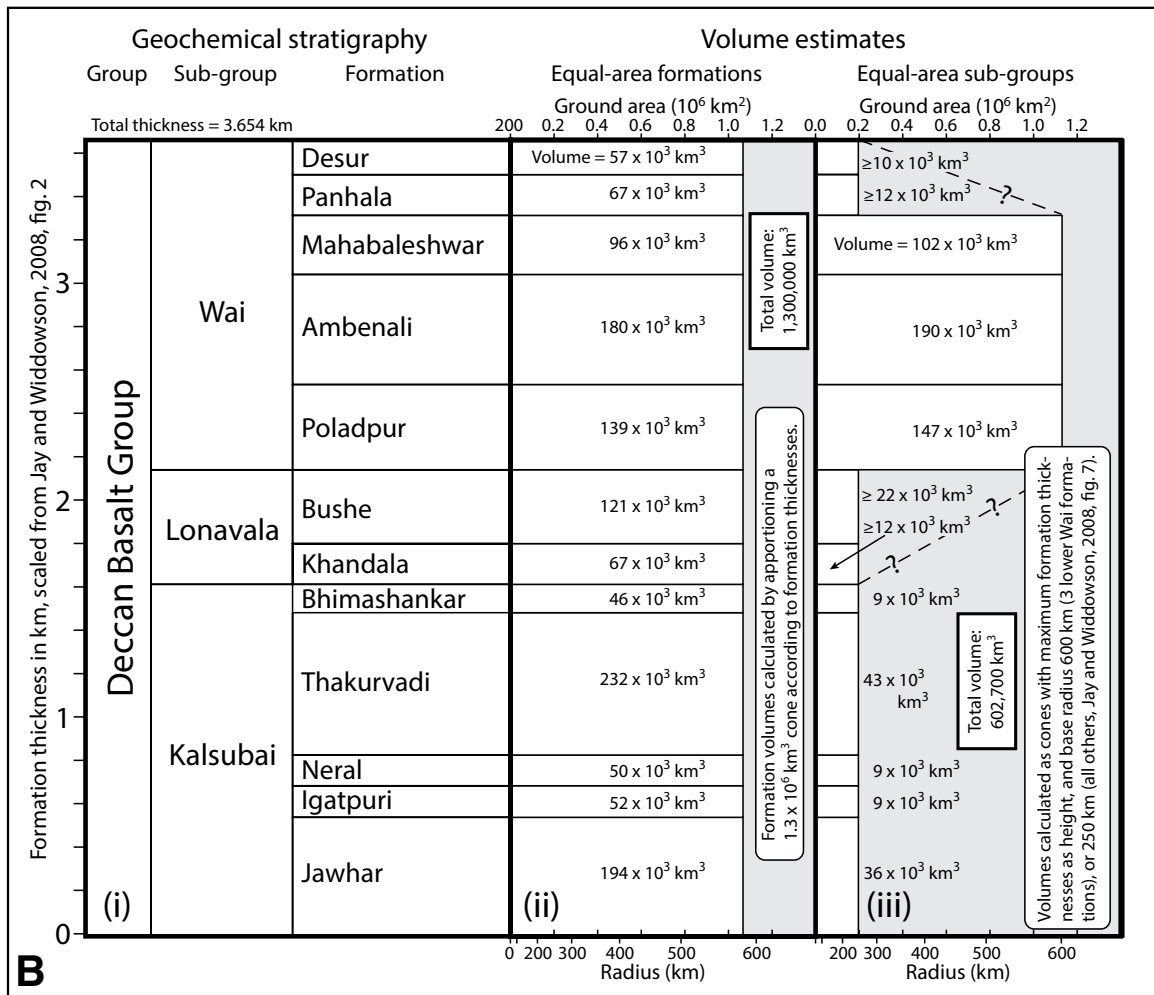 Geochemical stratigraphy
Volume estimates
Group
Sub-group
Formation
Equal-area formations
Equal-area sub-groups
Ground area (10⁶ km²)
Ground area (10⁶ km²)
Total thickness = 3.654 km
200 0.2 0.4 0.6 0.8 1.0 1.2 0.0 0.2 0.4 0.6 0.8 1.0 1.2
Formation thickness in km, scaled from Jay and Widdowson, 2008, fig. 2
3
2
1
0
Deccan Basalt Group
(i)
Wai
Lonavala
Kalsubai
Desur
Panhala
Mahabaleshwar
Ambenali
Poladpur
Bushe
Khandala
Bhimashankar
Thakurvadi
Neral
Igatpuri
Jawhar
Volume = 57 x 10³ km³
67 x 10³ km³
96 x 10³ km³
180 x 10³ km³
139 x 10³ km³
121 x 10³ km³
67 x 10³ km³
46 x 10³ km³
232 x 10³ km³
50 x 10³ km³
52 x 10³ km³
194 x 10³ km³
(ii)
Total volume:
1,300,000 km³
Formation volumes calculated by apportioning a
1.3 x 10⁶ km³ cone according to formation thicknesses.
≥10 x 10³ km³
≥12 x 10³ km³
?
Volume = 102 x 10³ km³
190 x 10³ km³
147 x 10³ km³
≥ 22 x 10³ km³
?
≥12 x 10³ km³
?
9 x 10³ km³
43 x 10³
km³
9 x 10³ km³
9 x 10³ km³
36 x 10³ km³
(iii)
Total volume:
602,700 km³
Volumes calculated as cones with maximum formation thick-
nesses as height, and base radius 600 km (3 lower Wai forma-
tions), or 250 km (all others, Jay and Widdowson, 2008, fig. 7).
0 200 300 400 500 600 200 300 400 500 600
Radius (km)
Radius (km)
B